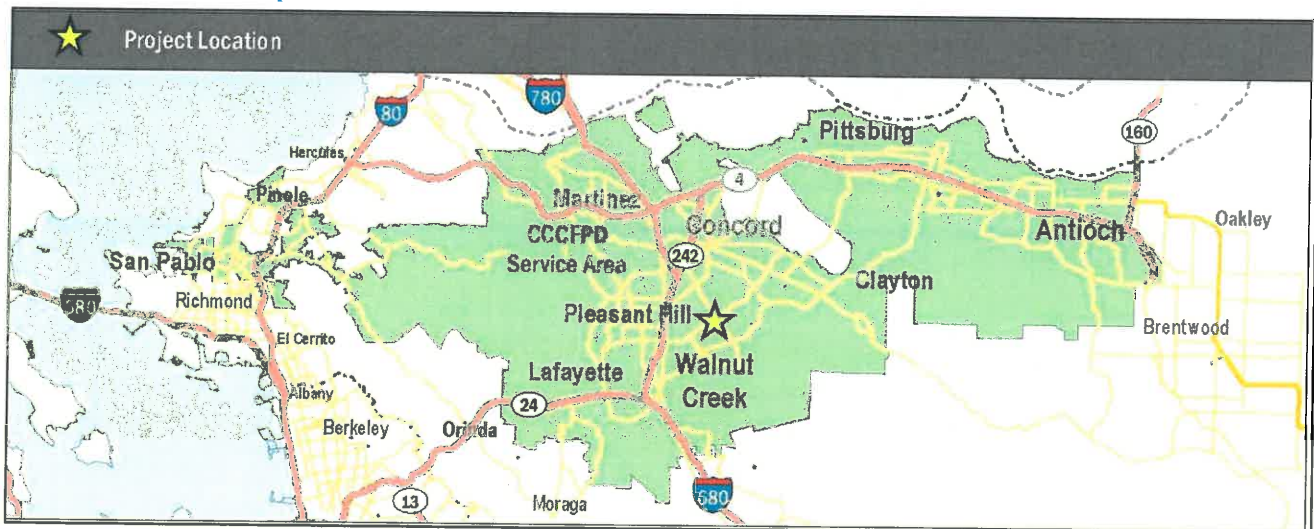 Project Location
80
780
Pittsburg
160
Hercules
Pinole
Martinez
4
Concord
Oakley
CCCFPD
Service Area
Antioch
San Pablo
242
Clayton
Richmond
580
Pleasant Hill
Brentwood
El Cerrito
Lafayette
Walnut
Creek
Albany
24
Berkeley
Orinda
13
Moraga
680